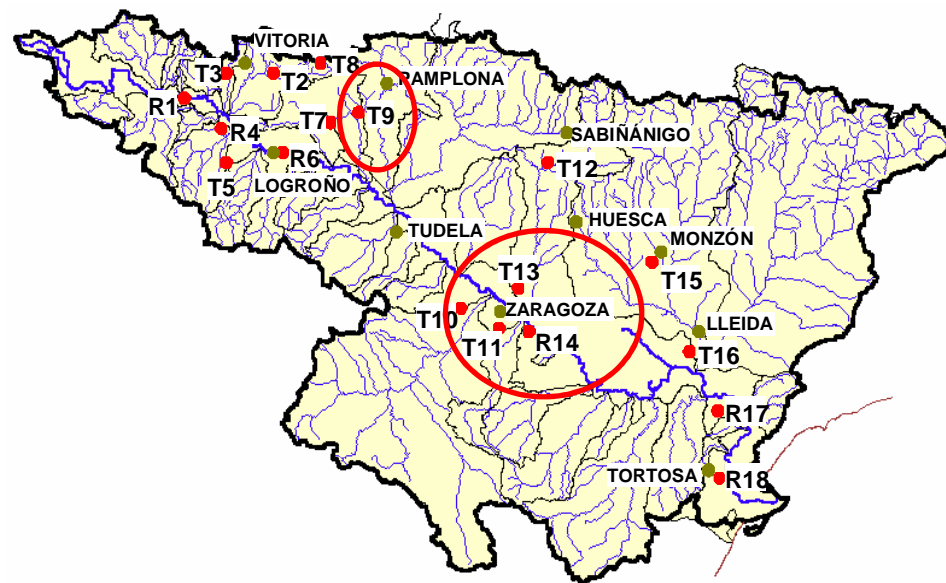 VITORIA
T3
T2
T8
PAMPLONA
R1
T9
T7
R4
SABIÑÁNIGO
R6
T5
T12
LOGROÑO
HUESCA
TUDELA
MONZÓN
T13
T15
T10
ZARAGOZA
T11
R14
LLEIDA
T16
R17
TORTOSA
R18